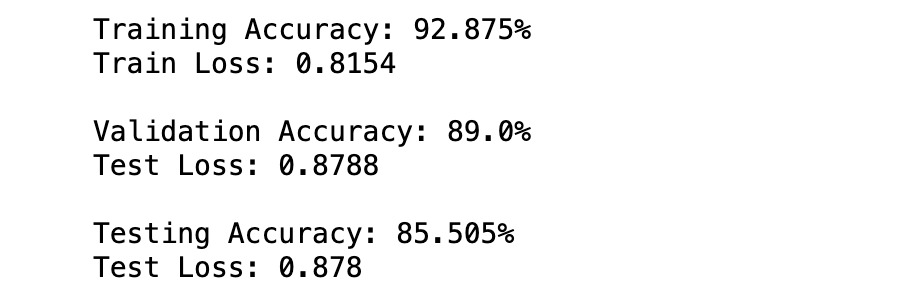 Training Accuracy: 92.875%
Train Loss: 0.8154
Validation Accuracy: 89.0%
Test Loss: 0.8788
Testing Accuracy: 85.505%
Test Loss: 0.878